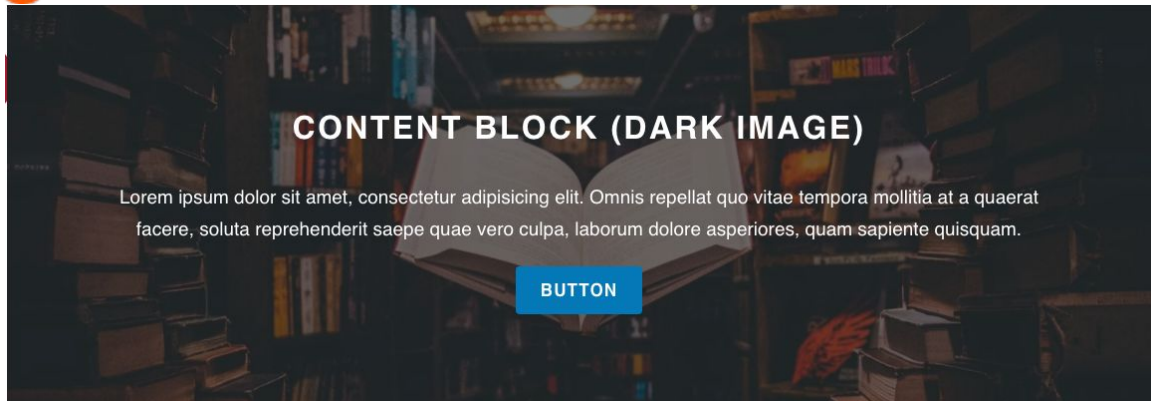 CONTENT BLOCK (DARK IMAGE)
Lorem ipsum dolor sit amet, consectetur adipisicing elit. Omnis repellat quo vitae tempora mollitia at a quaerat
facere, soluta reprehenderit saepe quae vero culpa, laborum dolore asperiores, quam sapiente quisquam.
BUTTON